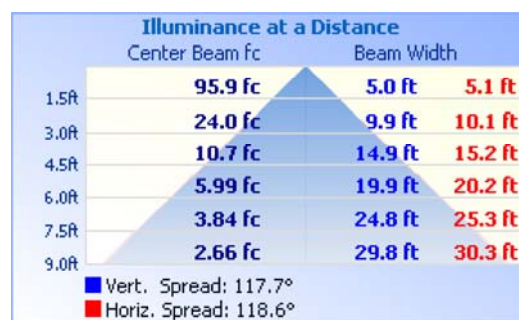 Illuminance at a Distance
Center Beam fc Beam Width
95.9 fc 5.0 ft 5.1 ft
1.5ft
24.0 fc 9.9 ft 10.1 ft
3.0ft
10.7 fc 14.9 ft 15.2 ft
4.5ft
5.99 fc 19.9 ft 20.2 ft
6.0ft
3.84 fc 24.8 ft 25.3 ft
7.5ft
2.66 fc 29.8 ft 30.3 ft
9.0ft
Vert. Spread: 117.7°
Horiz. Spread: 118.6°